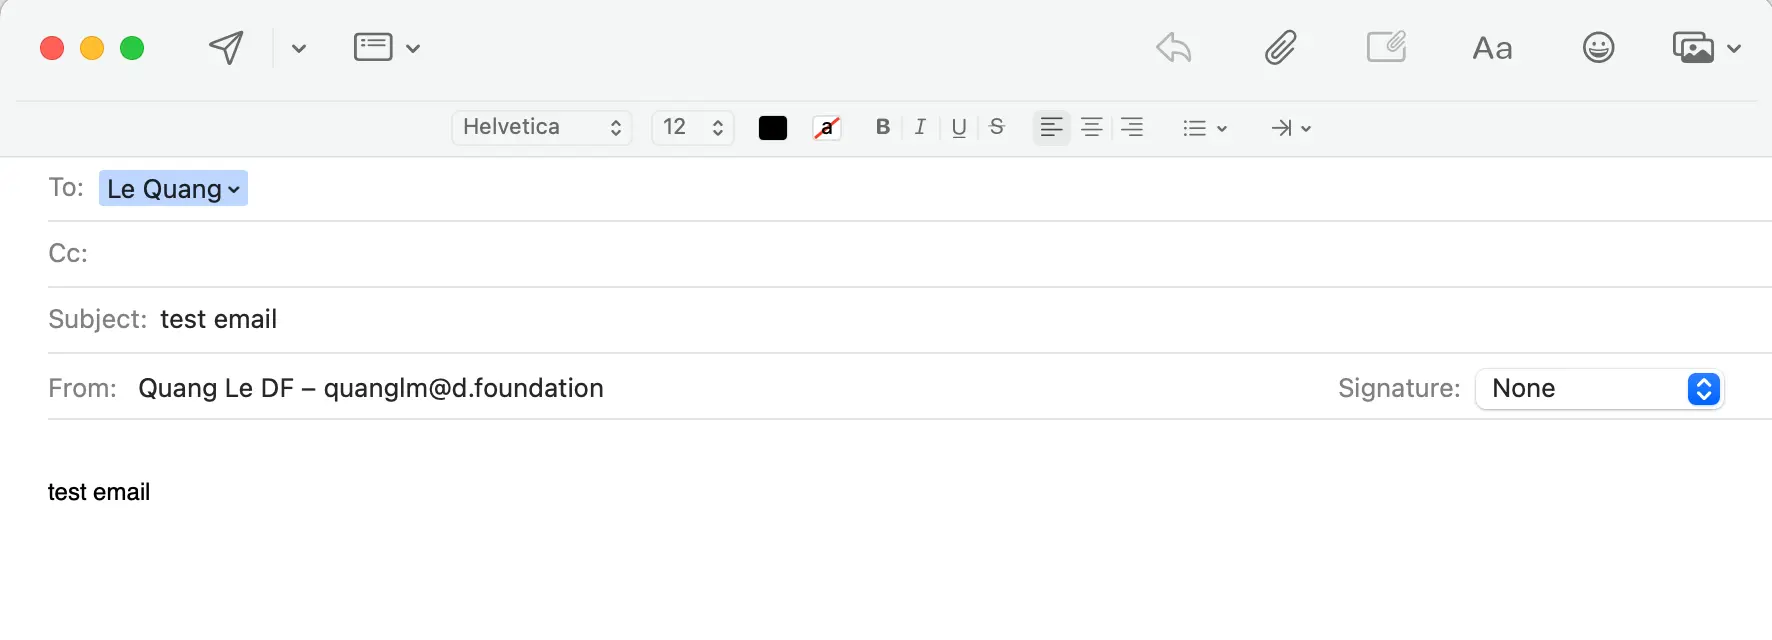 Aa
Helvetica 12 a B I U S
To: Le Quang
Cc:
Subject: test email
From: Quang Le DF – quanglm@d.foundation Signature: None
test email